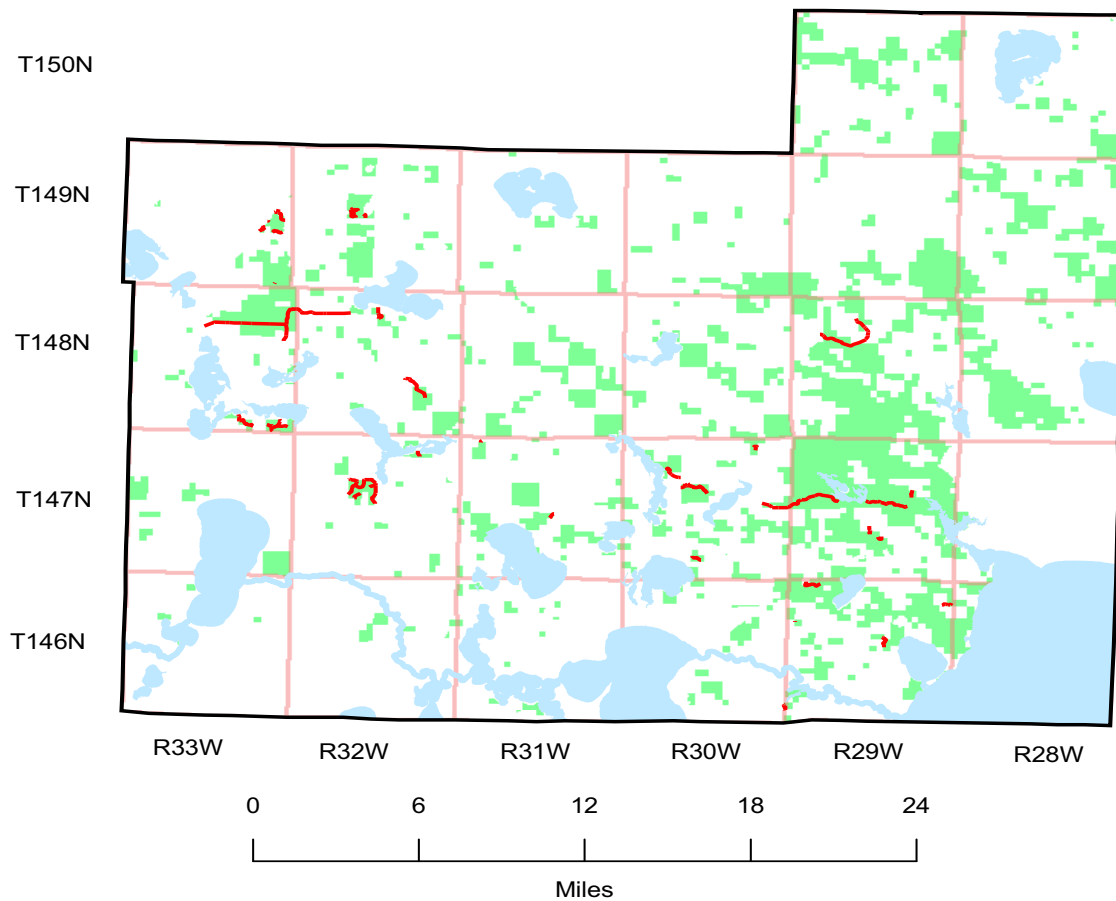 T150N
T149N
T148N
T147N
T146N
R33W R32W R31W R30W R29W R28W
0 6 12 18 24
Miles